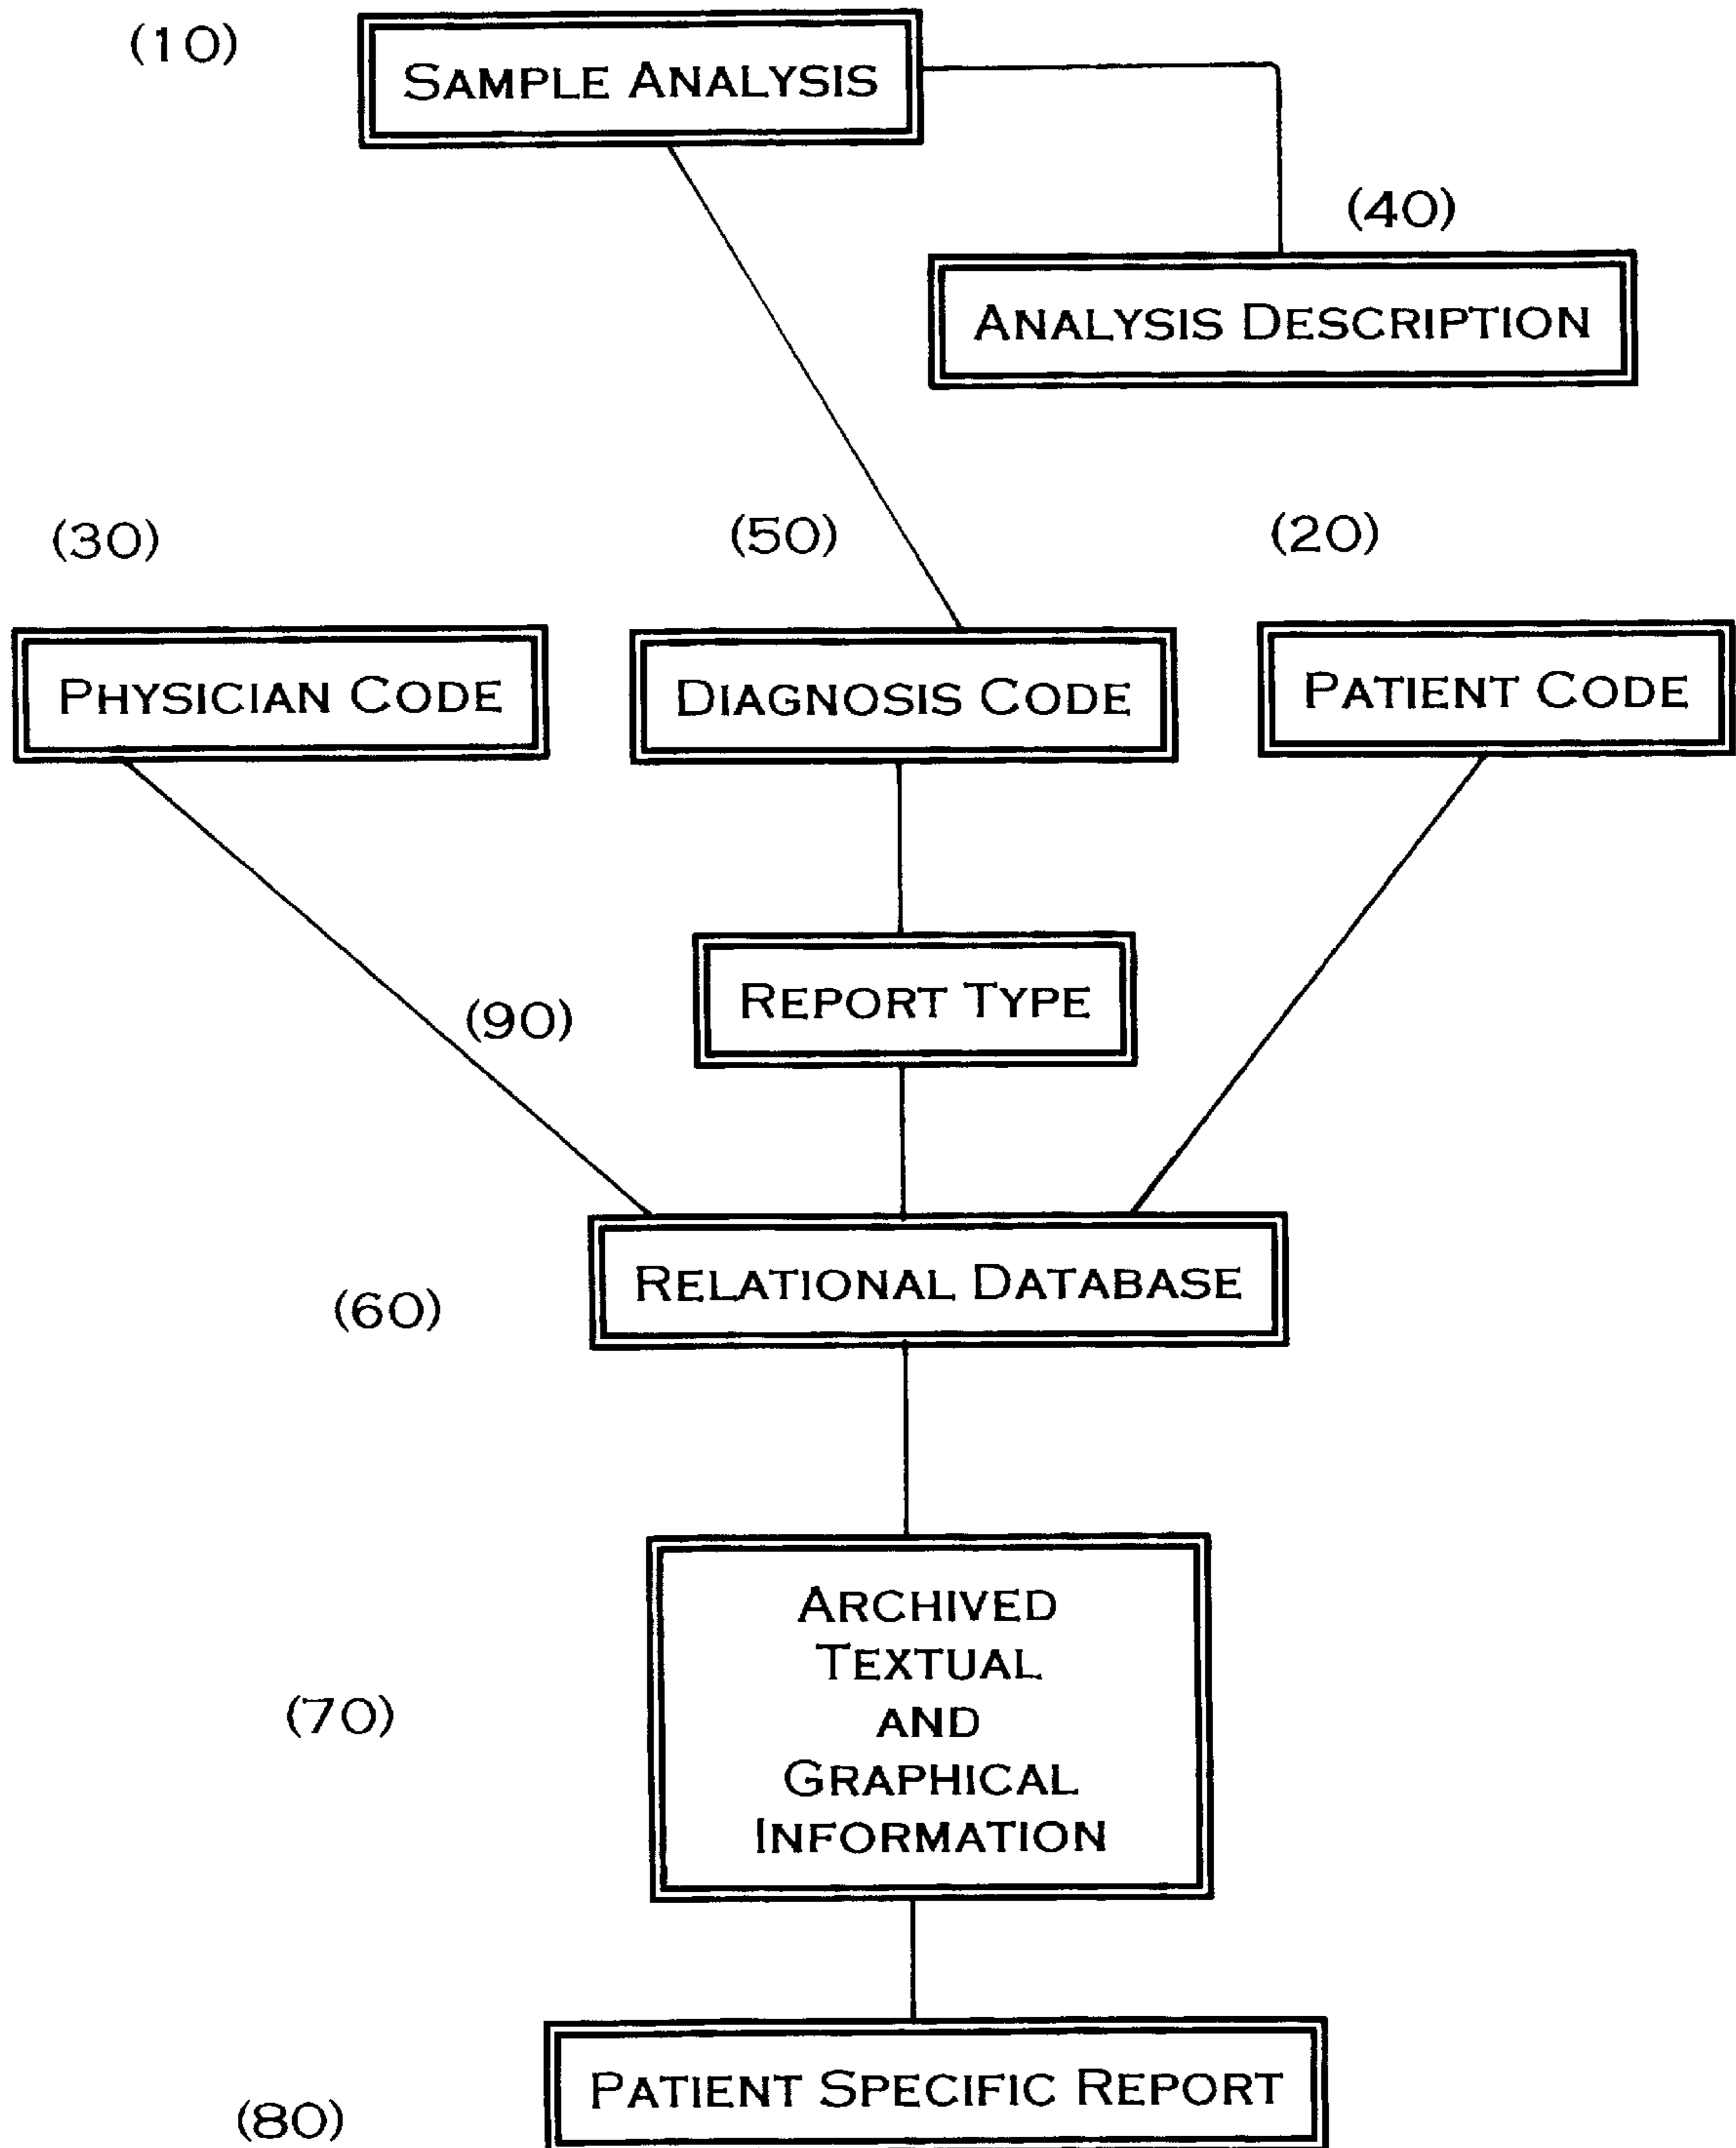 (10)
SAMPLE ANALYSIS
(40)
ANALYSIS DESCRIPTION
(30)
(50)
(20)
PHYSICIAN CODE
DIAGNOSIS CODE
PATIENT CODE
REPORT TYPE
(90)
RELATIONAL DATABASE
(60)
ARCHIVED
TEXTUAL
AND
GRAPHICAL
INFORMATION
(70)
PATIENT SPECIFIC REPORT
(80)